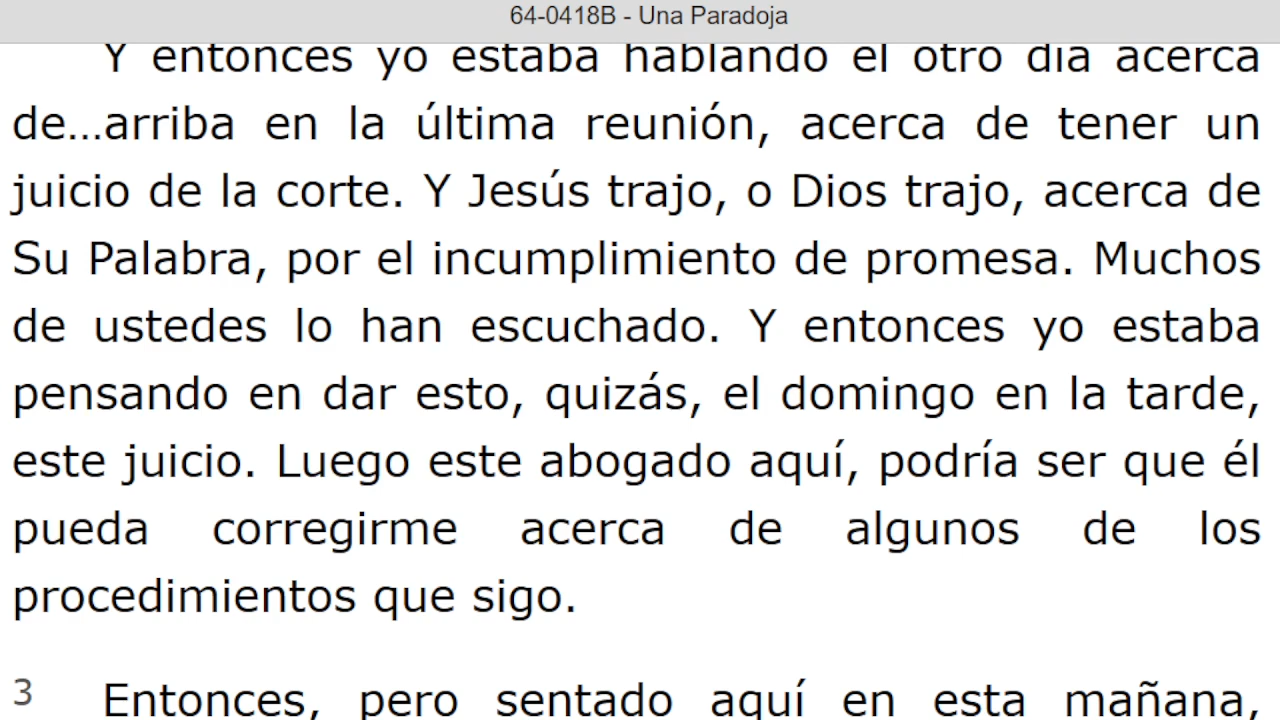 64-0418B - Una Paradoja
Y entonces yo estaba hablando el otro día acerca
de...arriba en la última reunión, acerca de tener un
juicio de la corte. Y Jesús trajo, o Dios trajo, acerca de
Su Palabra, por el incumplimiento de promesa. Muchos
de ustedes lo han escuchado. Y entonces yo estaba
pensando en dar esto, quizás, el domingo en la tarde,
este juicio. Luego este abogado aquí, podría ser que él
pueda corregirme acerca de algunos de los
procedimientos que sigo.
3 Entonces, pero sentado aquí en esta mañana,